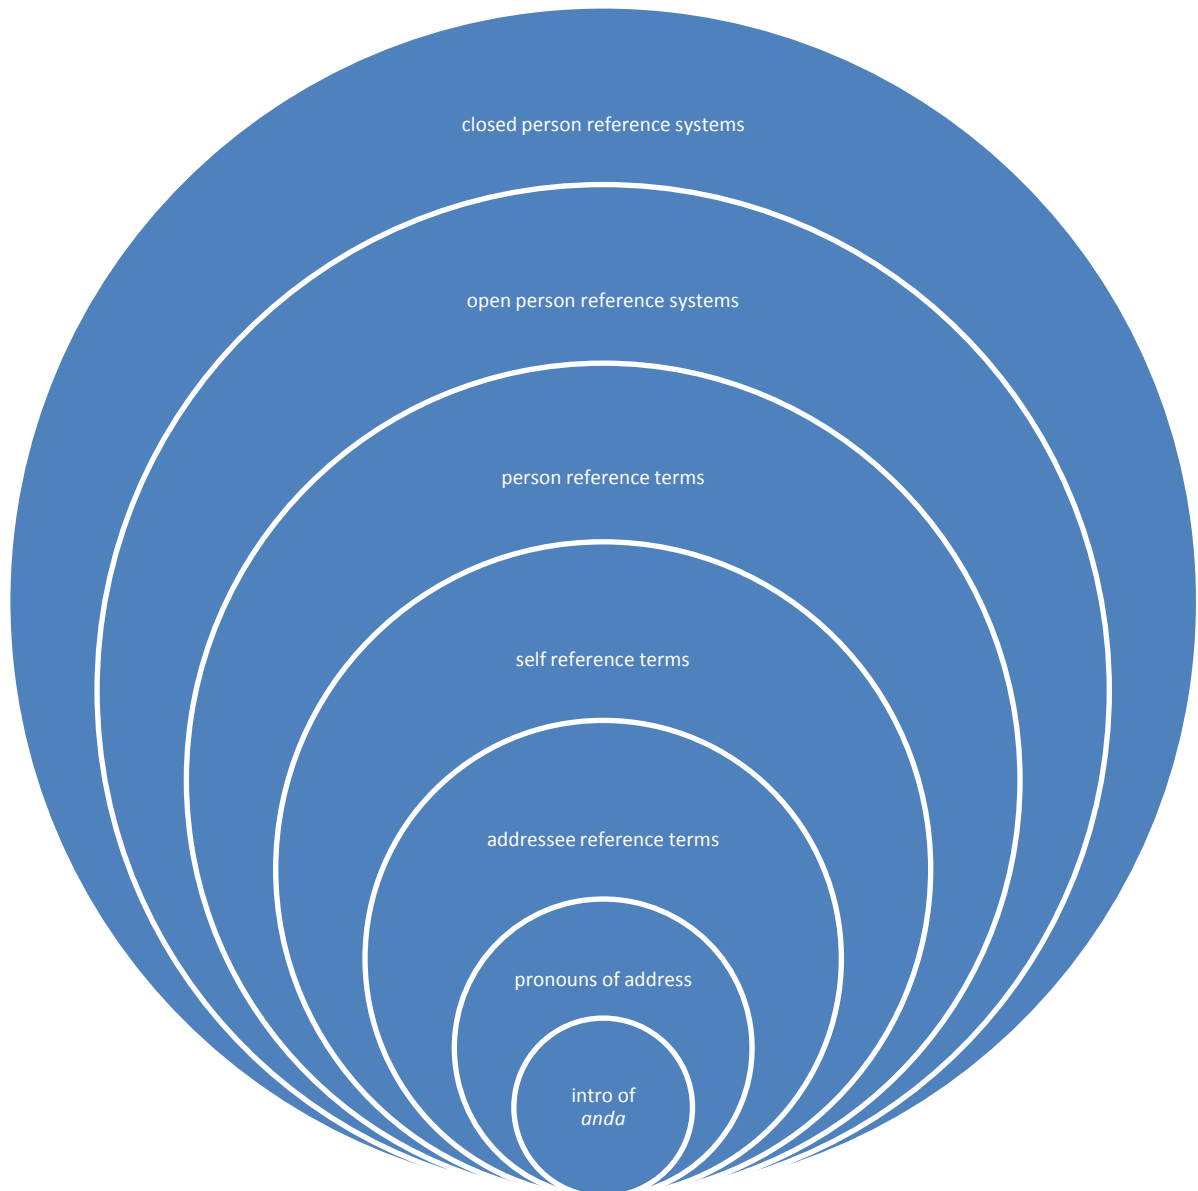 closed person reference systems
open person reference systems
person reference terms
self reference terms
addressee reference terms
pronouns of address
intro of
anda